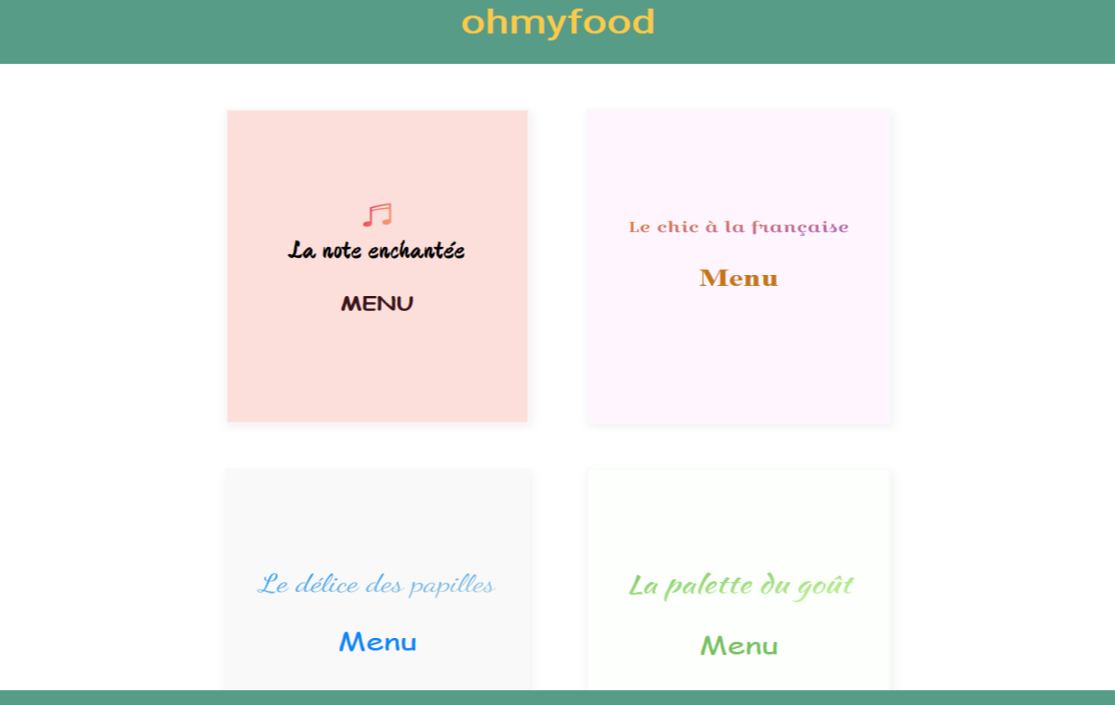 ohmyfood
La note enchantée
MENU
Le chic à la française
Menu
Le délice des papilles
Menu
La palette du goût
Menu